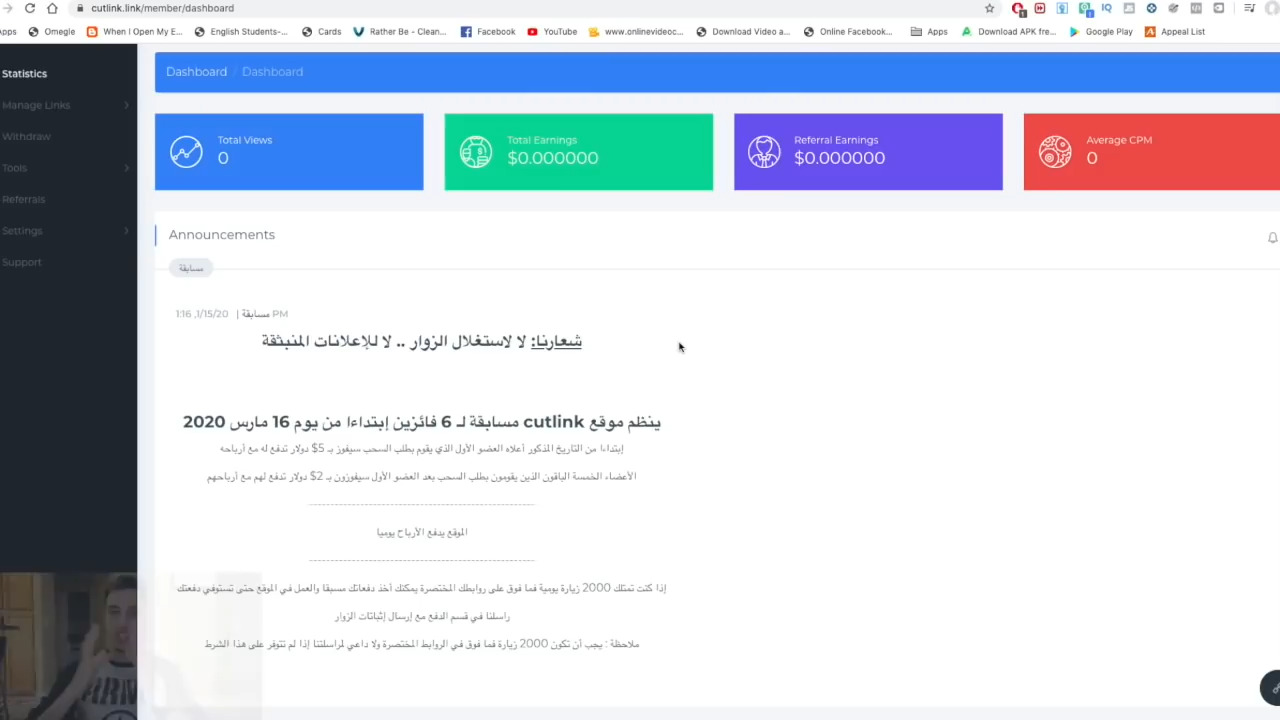 cutlink.link/member/dashboard
Apps
Omegle
When I Open My E...
English Students-...
Cards
Rather Be - Clean...
Facebook
YouTube
www.onlinevideoc...
Download Video a...
Online Facebook...
Apps
Download APK fre...
Google Play
Appeal List
Statistics
Manage Links
Withdraw
Tools
Referrals
Settings
Support
Dashboard / Dashboard
Total Views
0
Total Earnings
$0.000000
Referral Earnings
$0.000000
Average CPM
0
Announcements
مسابقة
1:16 ,1/15/20 | مسابقة PM
شعارنا: لا لاستغلال الزوار .. لا للإعلانات المنبثقة
ينظم موقع cutlink مسابقة لـ 6 فائزين إبتداءا من يوم 16 مارس 2020
إبتداءا من التاريخ المذكور أعلاه العضو الأول الذي يقوم بطلب السحب سيفوز بـ 5$ دولار تدفع له مع أرباحه
الأعضاء الخمسة الباقون الذين يقومون بطلب السحب بعد العضو الأول سيفوزون بـ 2$ دولار تدفع لهم مع أرباحهم
الموقع يدفع الأرباح يوميا
إذا كنت تمتلك 2000 زيارة يومية فما فوق على روابطك المختصرة يمكنك أخذ دفعاتك مسبقا والعمل في الموقع حتى تستوفي دفعتك
راسلنا في قسم الدفع مع إرسال إثباتات الزوار
ملاحظة : يجب أن تكون 2000 زيارة فما فوق في الروابط المختصرة ولا داعي لمراسلتنا إذا لم تتوفر على هذا الشرط